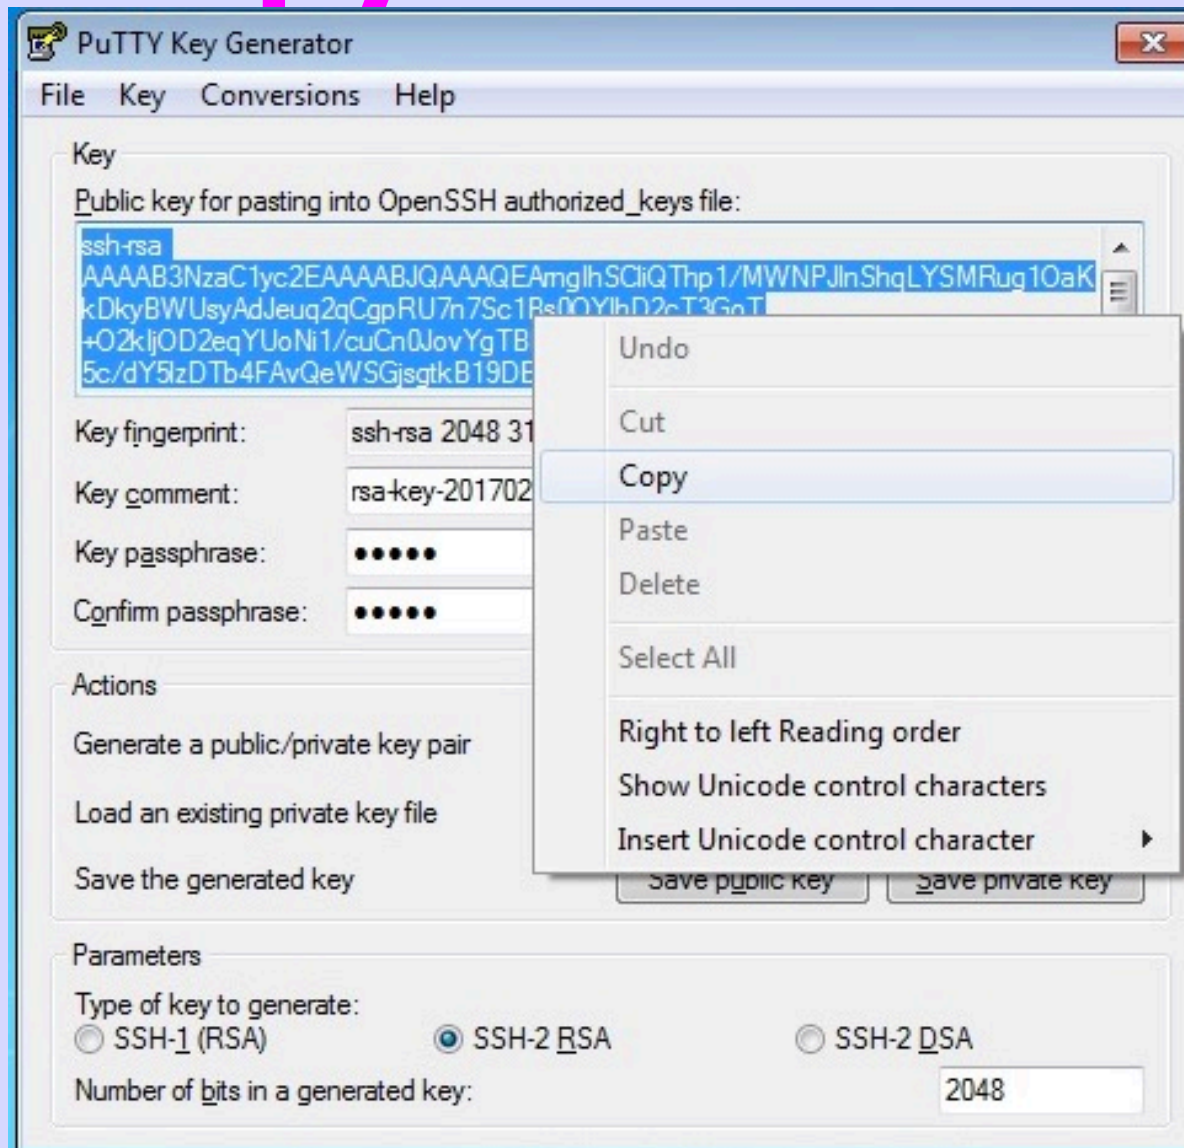 PuTTY Key Generator
File Key Conversions Help
Key
Public key for pasting into OpenSSH authorized_keys file:
ssh-rsa
AAAAB3NzaC1yc2EAAAABJQAAAQEAmglhSCliQThp1/MWNPJlnShqLYSMRug1OaK
kDkyBWUsyAdJeuq2qCgpRU7n7Sc1Bs0QYlhD2cT3GoT
+O2kljOD2eqYUoNi1/cuCn0JovYgTB
5c/dY5lzDTb4FAvQeWSGjsgtkB19DE
Undo
Cut
Copy
Paste
Delete
Select All
Right to left Reading order
Show Unicode control characters
Insert Unicode control character
Key fingerprint: ssh-rsa 2048 31
Key comment: rsa-key-201702
Key passphrase:
Confirm passphrase:
Actions
Generate a public/private key pair
Load an existing private key file
Save the generated key Save public key Save private key
Parameters
Type of key to generate:
SSH-1 (RSA) SSH-2 RSA SSH-2 DSA
Number of bits in a generated key: 2048